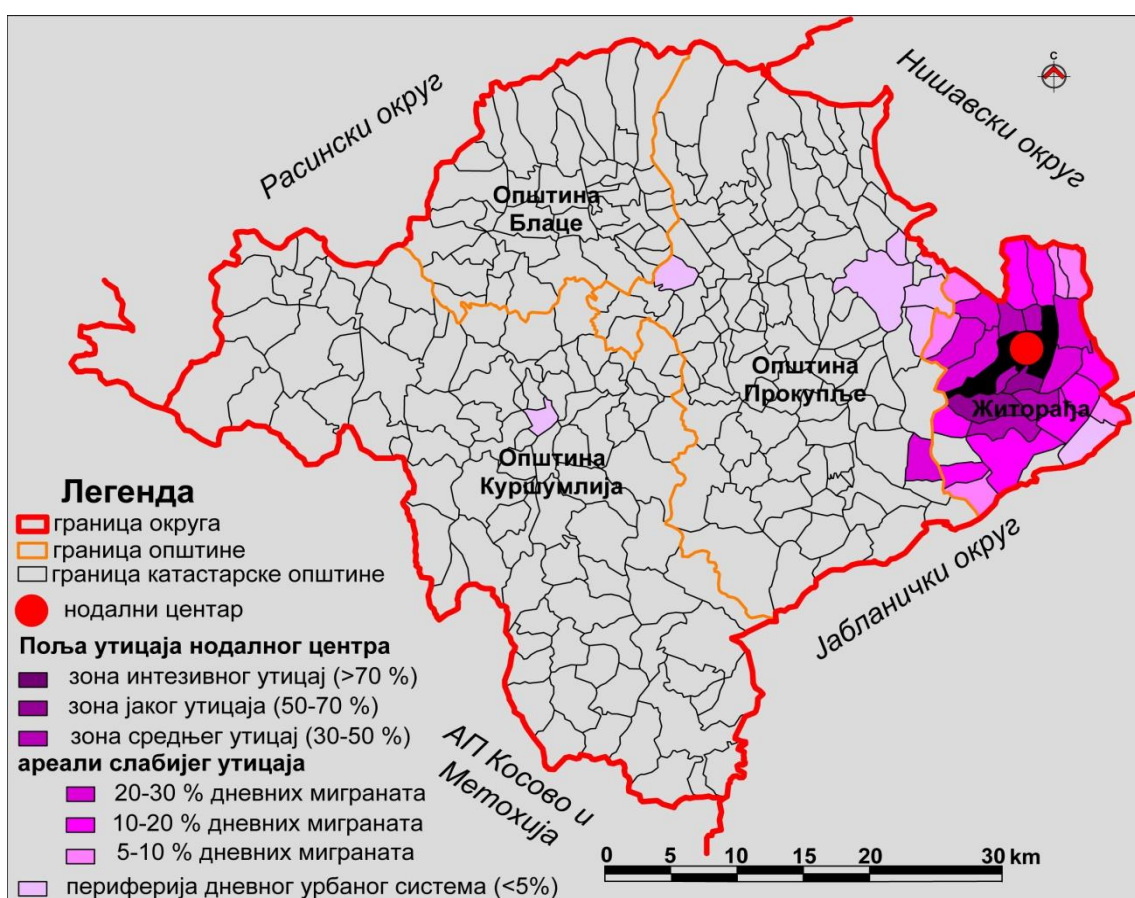 с
Расински округ
Нишавски округ
Општина
Блаце
Општина
Прокупље
Житорађа
Општина
Куршумлија
Јабланички округ
АП Косово и
Метохија
Легенда
граница округа
граница општине
граница катастарске општине
нодални центар
Поља утицаја нодалног центра
зона интезивног утицај (>70 %)
зона јаког утицаја (50-70 %)
зона средњег утицај (30-50 %)
ареали слабијег утицаја
20-30 % дневних миграната
10-20 % дневних миграната
5-10 % дневних миграната
периферија дневног урбаног система (<5%)
0 5 10 15 20 30 km